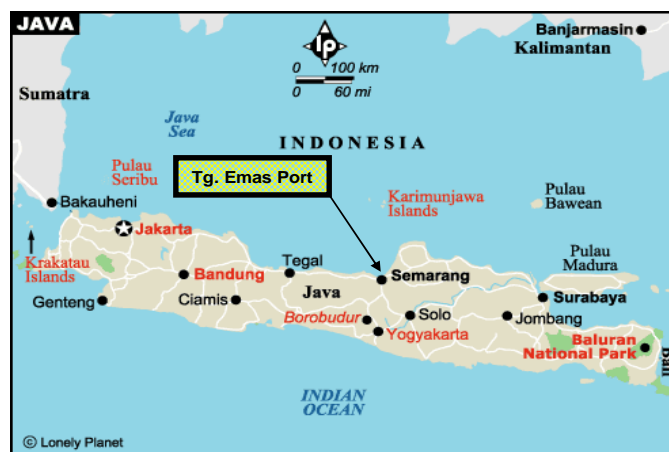 JAVA
lp
0 100 km
0 60 mi
Banjarmasin
Kalimantan
Sumatra
Java
Sea
INDONESIA
Pulau
Seribu
Tg. Emas Port
Karimunjawa
Islands
Pulau
Bawean
Bakauheni
Jakarta
Krakatau
Islands
Bandung
Tegal
Semarang
Pulau
Madura
Genteng
Ciamis
Java
Surabaya
Borobudur
Solo
Jombang
Yogyakarta
Baluran
National Park
Bali
INDIAN
OCEAN
© Lonely Planet